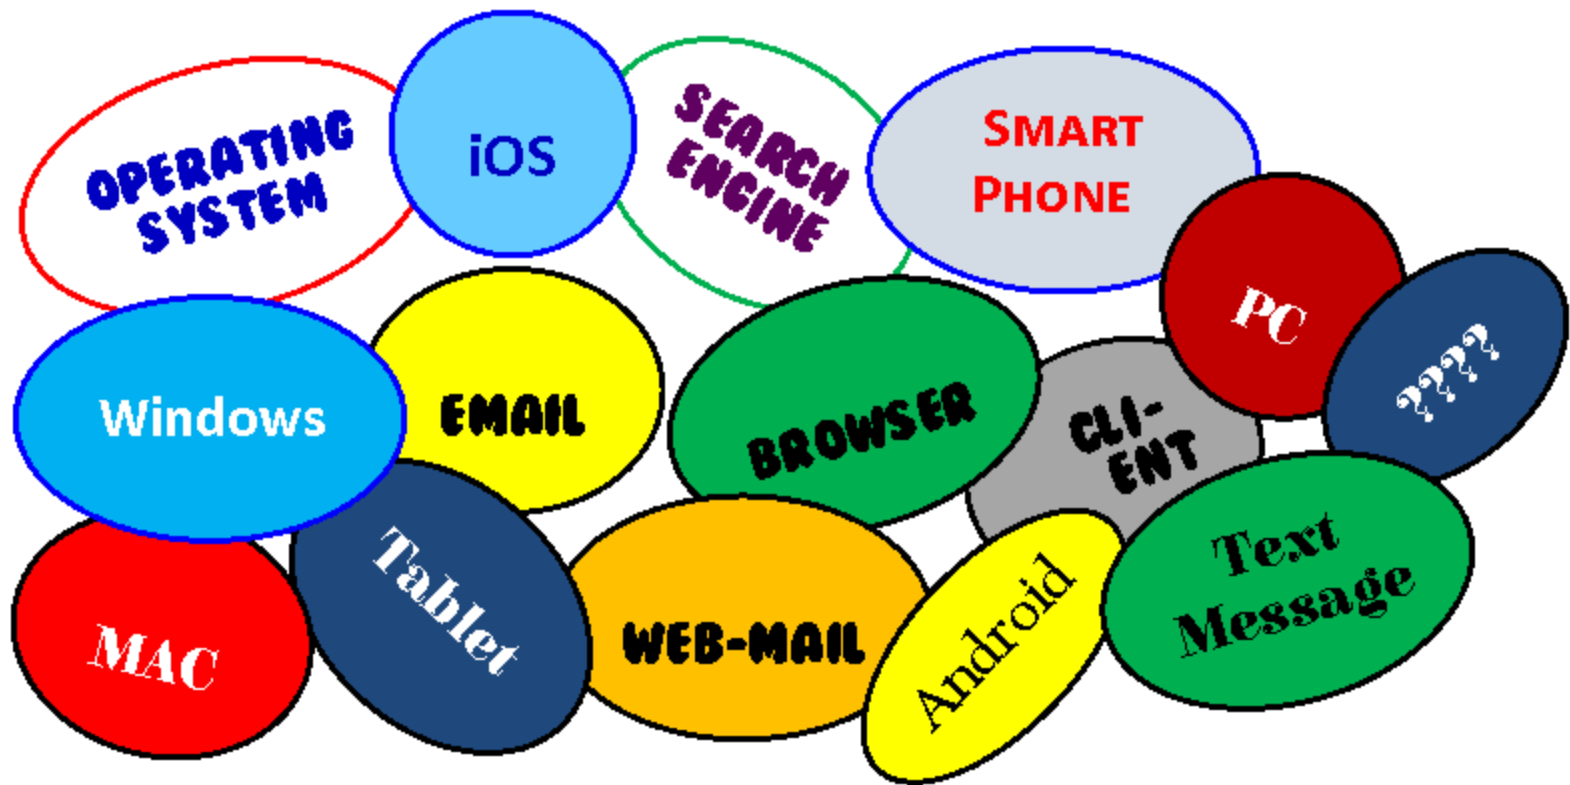 OPERATING
SYSTEM
iOS
SEARCH
ENGINE
SMART
PHONE
PC
????
Windows
EMAIL
BROWSER
CLI-
ENT
Text
Message
MAC
Tablet
WEB-MAIL
Android